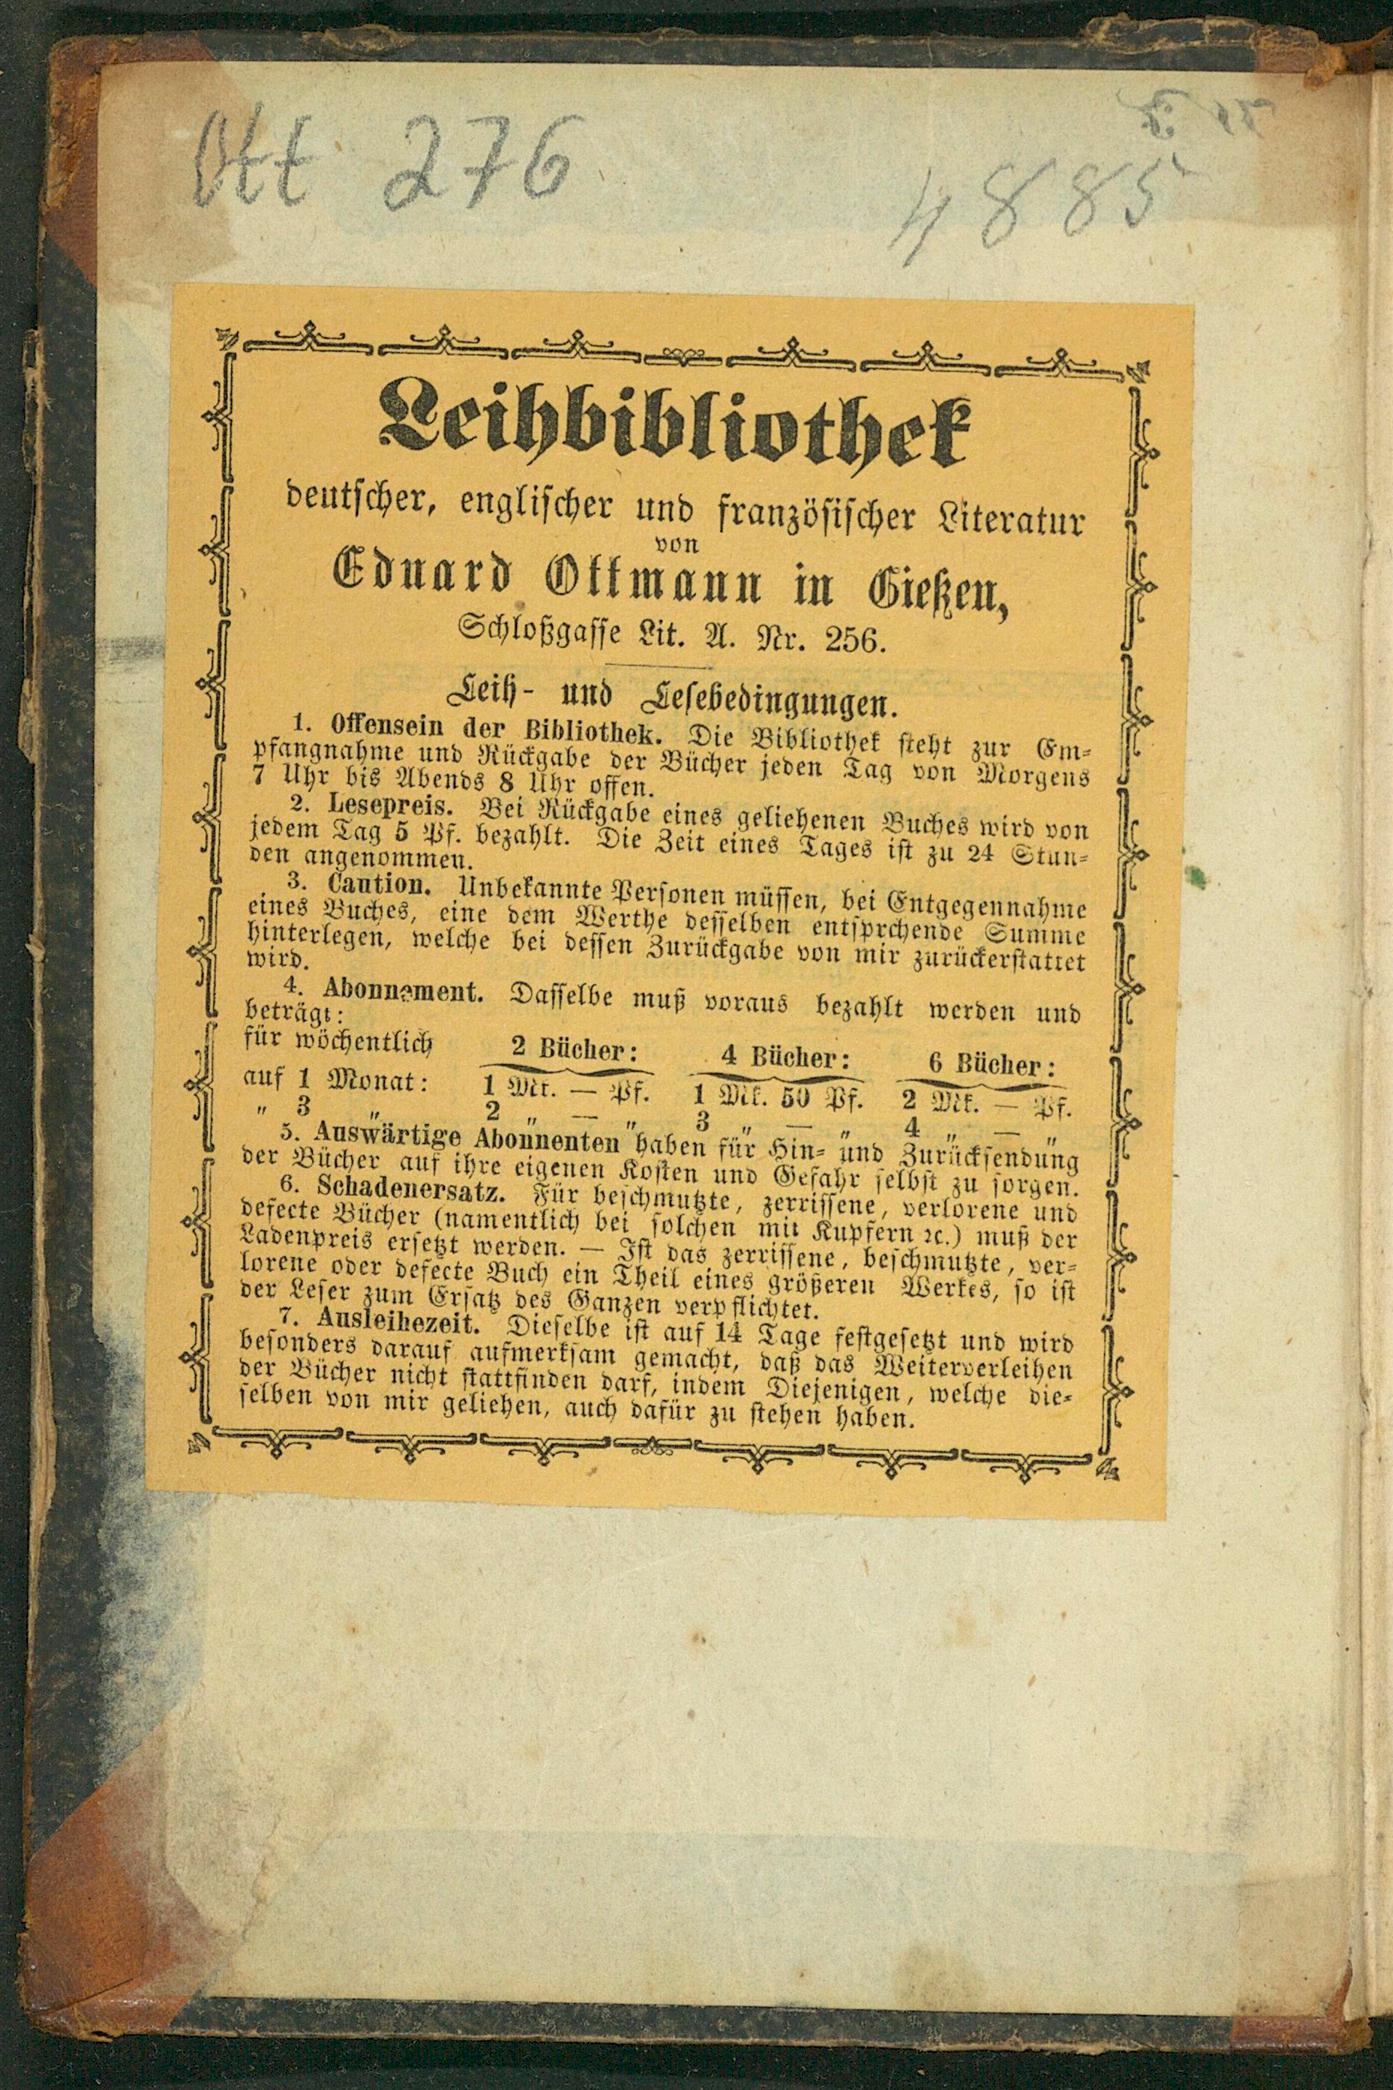 Ott 276
4885
Leihbibliothek
deutscher, englischer und französischer Literatur
von
Eduard Ottmann in Gießen,
Schloßgasse Lit. A. Nr. 256.
Leih- und Lesebedingungen.
1. Offensein der Bibliothek. Die Bibliothek steht zur Em-
pfangnahme und Rückgabe der Bücher jeden Tag von Morgens
7 Uhr bis Abends 8 Uhr offen.
2. Lesepreis. Bei Rückgabe eines geliehenen Buches wird von
jedem Tag 5 Pf. bezahlt. Die Zeit eines Tages ist zu 24 Stun-
den angenommen.
3. Caution. Unbekannte Personen müssen, bei Entgegennahme
eines Buches, eine dem Werthe desselben entsprchende Summe
hinterlegen, welche bei dessen Zurückgabe von mir zurückerstattet
wird.
4. Abonnement. Dasselbe muß voraus bezahlt werden und
beträgt:
für wöchentlich 2 Bücher: 4 Bücher: 6 Bücher:
auf 1 Monat: 1 Mk. — Pf. 1 Mk. 50 Pf. 2 Mk. — Pf.
" 3 " 2 " — " 3 " — " 4 " — "
5. Auswärtige Abonnenten haben für Hin- und Zurücksendung
der Bücher auf ihre eigenen Kosten und Gefahr selbst zu sorgen.
6. Schadenersatz. Für beschmutzte, zerrissene, verlorene und
defecte Bücher (namentlich bei solchen mit Kupfern ꝛc.) muß der
Ladenpreis ersetzt werden. — Ist das zerrissene, beschmutzte, ver-
lorene oder defecte Buch ein Theil eines größeren Werkes, so ist
der Leser zum Ersatz des Ganzen verpflichtet.
7. Ausleihezeit. Dieselbe ist auf 14 Tage festgesetzt und wird
besonders darauf aufmerksam gemacht, daß das Weiterverleihen
der Bücher nicht stattfinden darf, indem Diejenigen, welche die-
selben von mir geliehen, auch dafür zu stehen haben.